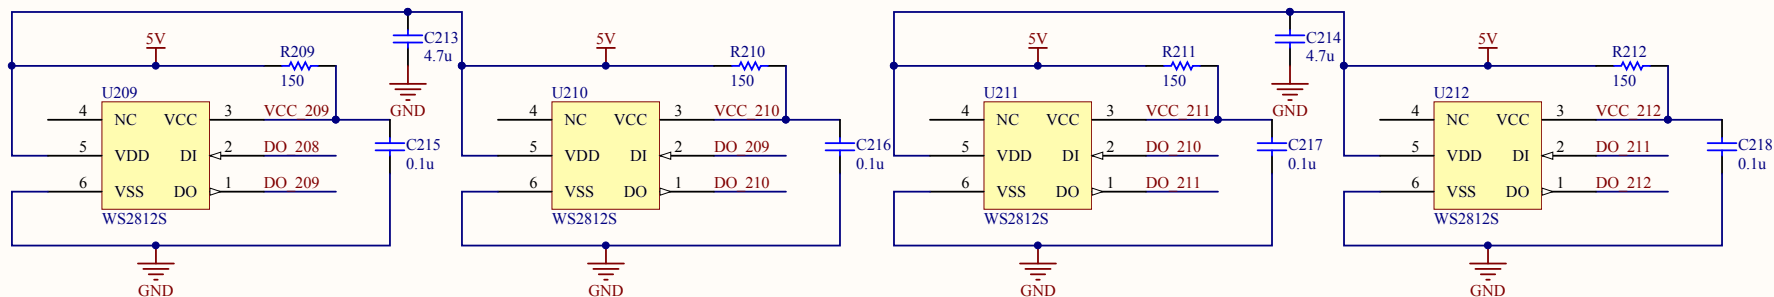 5V
R209
150
C213
4.7u
GND
U209
4 NC VCC 3 VCC_209
5 VDD DI 2 DO_208
6 VSS DO 1 DO_209
WS2812S
C215
0.1u
GND
5V
R210
150
U210
4 NC VCC 3 VCC_210
5 VDD DI 2 DO_209
6 VSS DO 1 DO_210
WS2812S
C216
0.1u
GND
5V
R211
150
C214
4.7u
GND
U211
4 NC VCC 3 VCC_211
5 VDD DI 2 DO_210
6 VSS DO 1 DO_211
WS2812S
C217
0.1u
GND
5V
R212
150
U212
4 NC VCC 3 VCC_212
5 VDD DI 2 DO_211
6 VSS DO 1 DO_212
WS2812S
C218
0.1u
GND